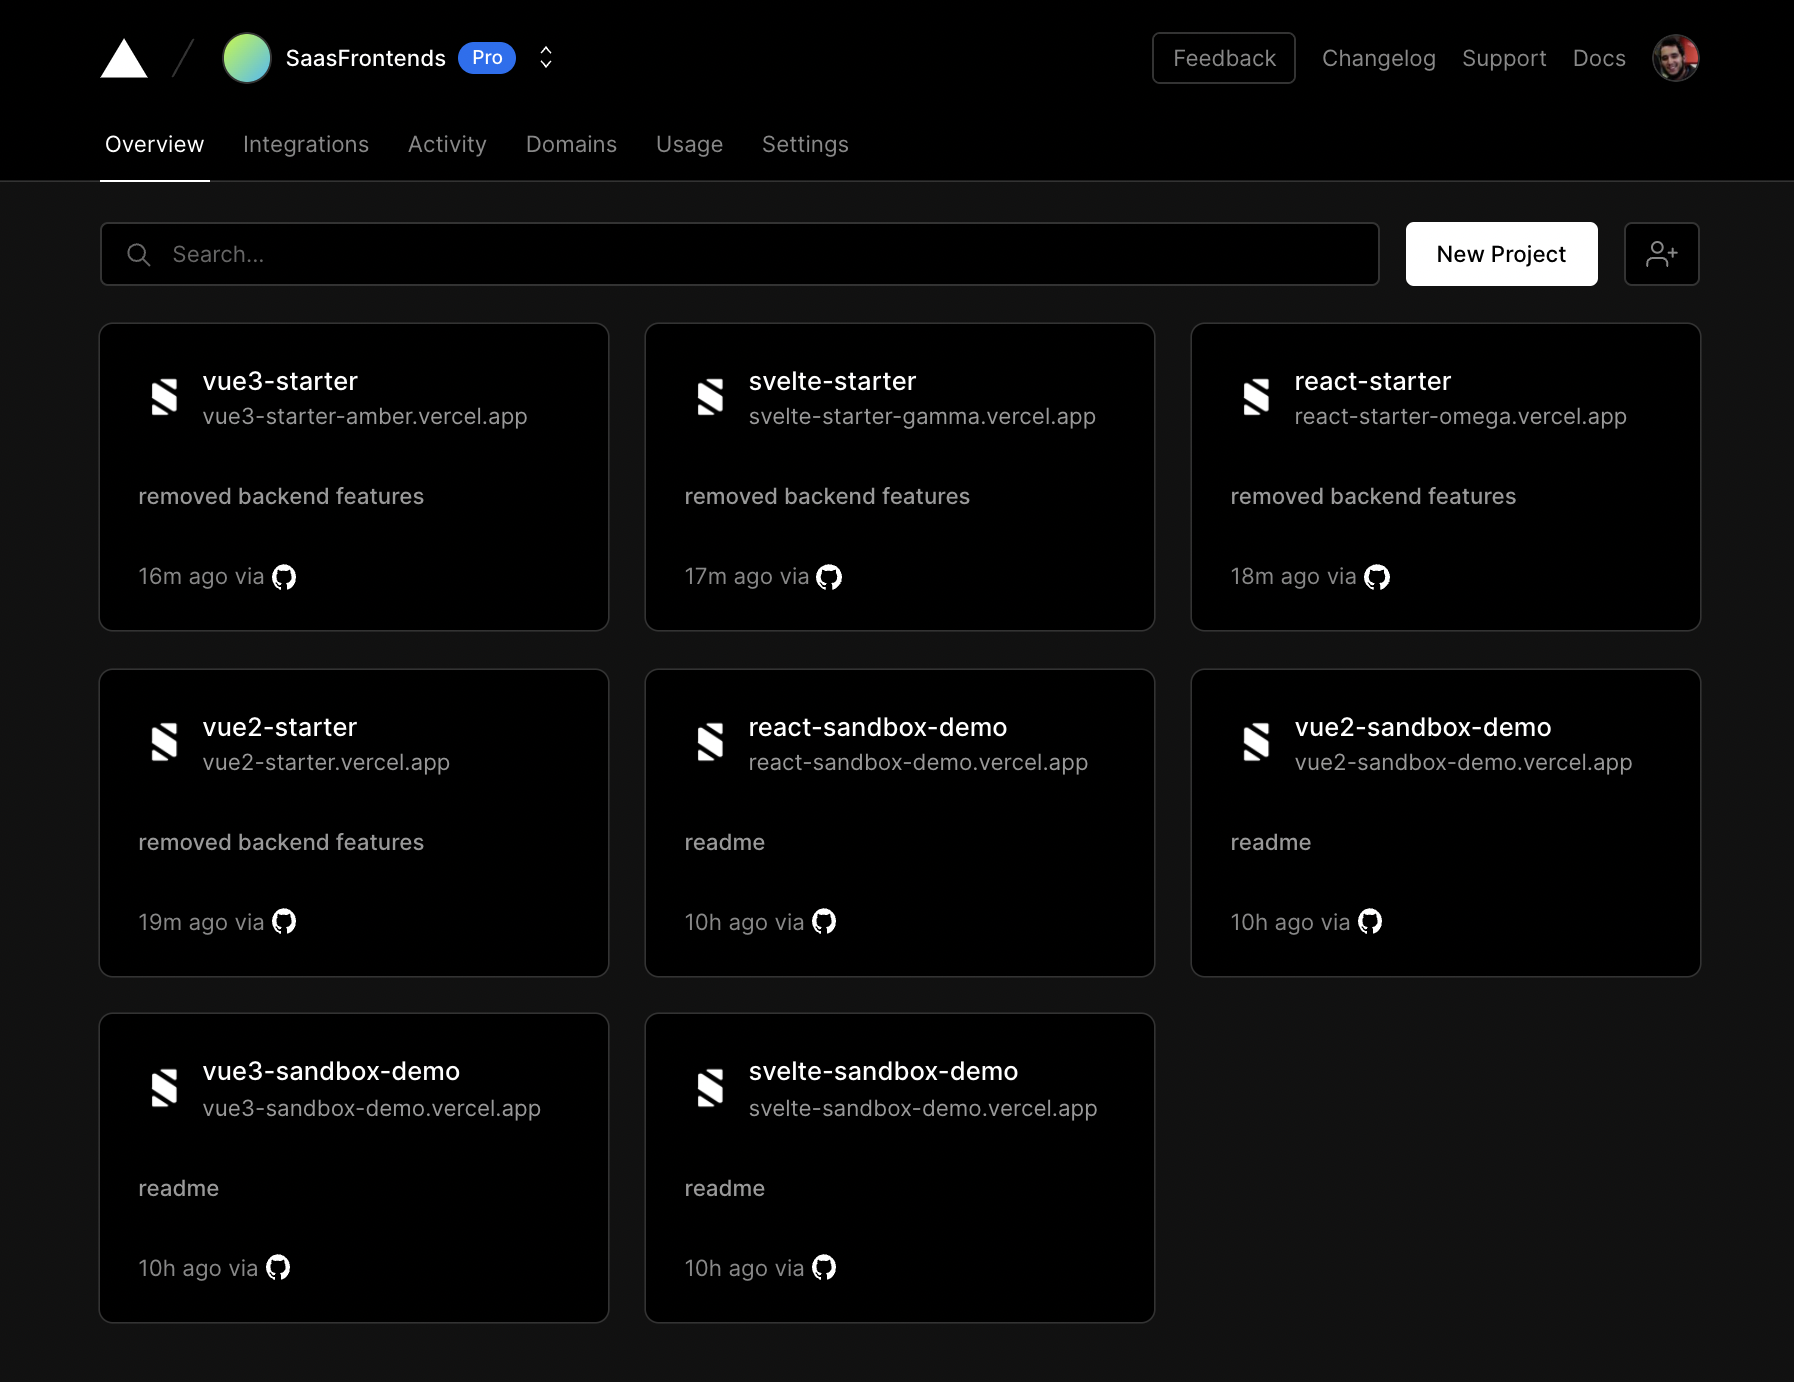 SaasFrontends Pro
Feedback Changelog Support Docs
Overview Integrations Activity Domains Usage Settings
Search...
New Project
vue3-starter
vue3-starter-amber.vercel.app
removed backend features
16m ago via
svelte-starter
svelte-starter-gamma.vercel.app
removed backend features
17m ago via
react-starter
react-starter-omega.vercel.app
removed backend features
18m ago via
vue2-starter
vue2-starter.vercel.app
removed backend features
19m ago via
react-sandbox-demo
react-sandbox-demo.vercel.app
readme
10h ago via
vue2-sandbox-demo
vue2-sandbox-demo.vercel.app
readme
10h ago via
vue3-sandbox-demo
vue3-sandbox-demo.vercel.app
readme
10h ago via
svelte-sandbox-demo
svelte-sandbox-demo.vercel.app
readme
10h ago via